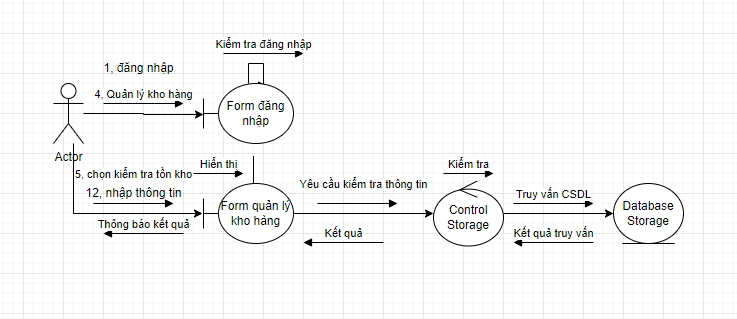 Kiểm tra đăng nhập
1, đăng nhập
4, Quản lý kho hàng
Form đăng
nhập
Actor
5, chọn kiểm tra tồn kho
Hiển thị
Kiểm tra
12, nhập thông tin
Yêu cầu kiểm tra thông tin
Truy vấn CSDL
Form quản lý
kho hàng
Control
Storage
Database
Storage
Thông báo kết quả
Kết quả
Kết quả truy vấn